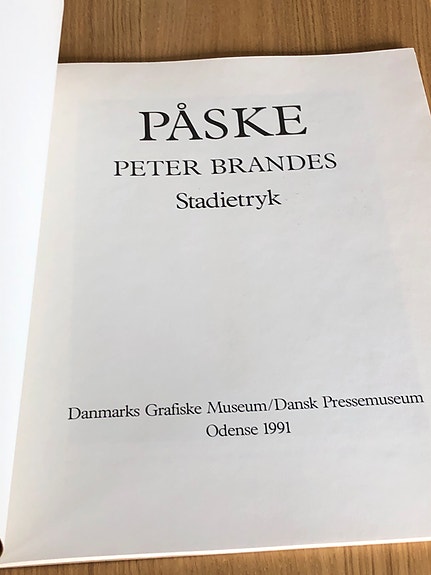 PÅSKE
PETER BRANDES
Stadietryk
Danmarks Grafiske Museum/Dansk Pressemuseum
Odense 1991